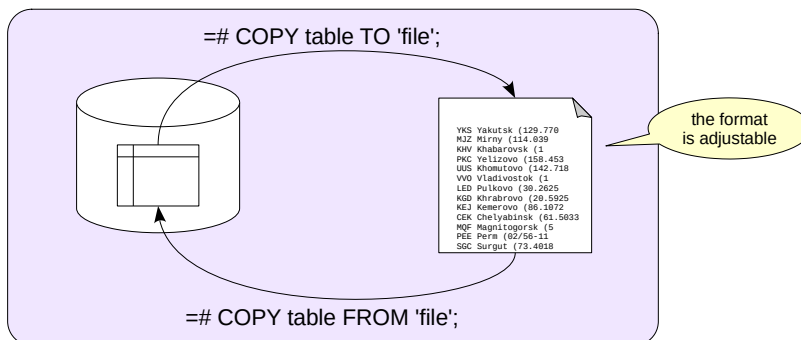 =# COPY table TO 'file';
the format
is adjustable
YKS Yakutsk (129.770
MJZ Mirny (114.039
KHV Khabarovsk (1
PKC Yelizovo (158.453
UUS Khomutovo (142.718
VVO Vladivostok (1
LED Pulkovo (30.2625
KGD Khrabrovo (20.5925
KEJ Kemerovo (86.1072
CEK Chelyabinsk (61.5033
MQF Magnitogorsk (5
PEE Perm (02/56-11
SGC Surgut (73.4018
=# COPY table FROM 'file';